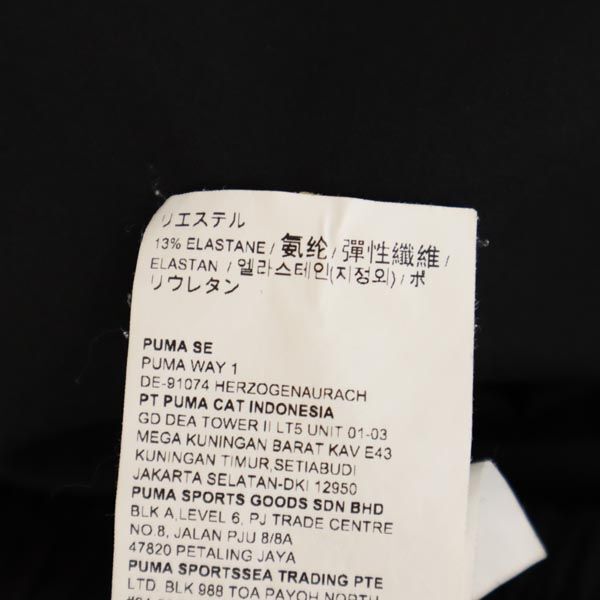 リエステル
13% ELASTANE / 氨纶 / 彈性纖維 /
ELASTAN / 엘라스테인(지정외) / ポ
リウレタン
PUMA SE
PUMA WAY 1
DE-91074 HERZOGENAURACH
PT PUMA CAT INDONESIA
GD DEA TOWER II LT5 UNIT 01-03
MEGA KUNINGAN BARAT KAV E43
KUNINGAN TIMUR,SETIABUDI
JAKARTA SELATAN-DKI 12950
PUMA SPORTS GOODS SDN BHD
BLK A,LEVEL 6, PJ TRADE CENTRE
NO.8, JALAN PJU 8/8A
47820 PETALING JAYA
PUMA SPORTSSEA TRADING PTE
LTD. BLK 988 TOA PAYOH NORTH